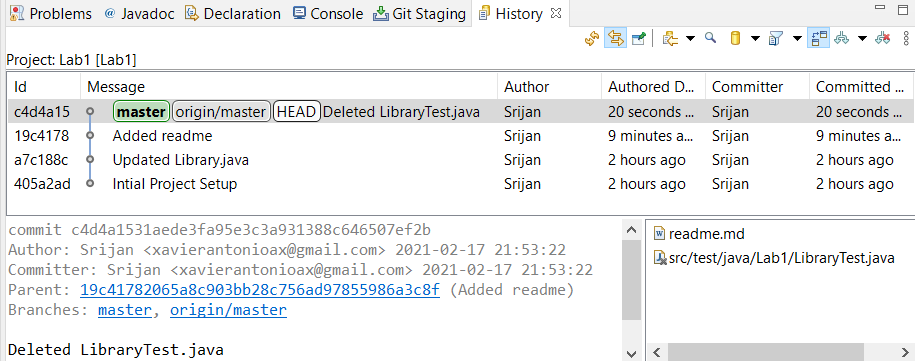 Problems @ Javadoc Declaration Console Git Staging History
Project: Lab1 [Lab1]
Id Message Author Authored D... Committer Committed ...
c4d4a15 master origin/master HEAD Deleted LibraryTest.java Srijan 20 seconds ... Srijan 20 seconds ...
19c4178 Added readme Srijan 9 minutes a... Srijan 9 minutes a...
a7c188c Updated Library.java Srijan 2 hours ago Srijan 2 hours ago
405a2ad Intial Project Setup Srijan 2 hours ago Srijan 2 hours ago
commit c4d4a1531aede3fa95e3c3a931388c646507ef2b
Author: Srijan <xavierantonioax@gmail.com> 2021-02-17 21:53:22
Committer: Srijan <xavierantonioax@gmail.com> 2021-02-17 21:53:22
Parent: 19c41782065a8c903bb28c756ad97855986a3c8f (Added readme)
Branches: master, origin/master
Deleted LibraryTest.java
readme.md
src/test/java/Lab1/LibraryTest.java